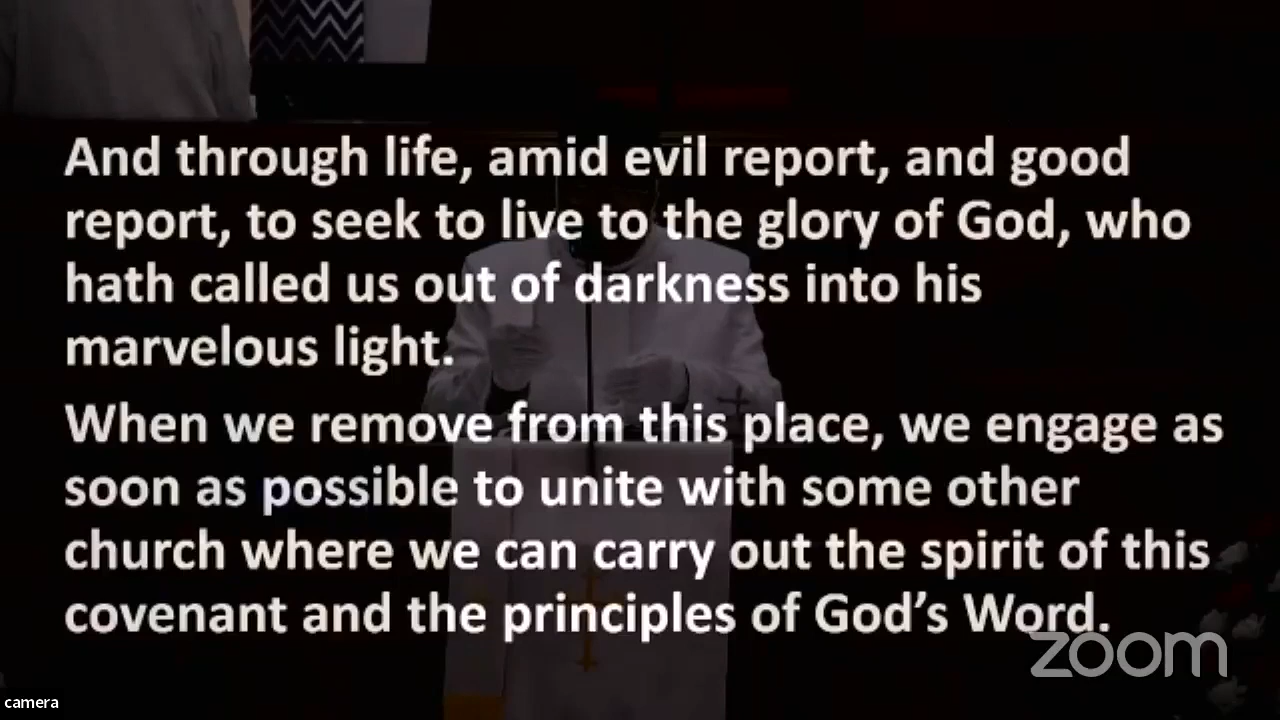 And through life, amid evil report, and good
report, to seek to live to the glory of God, who
hath called us out of darkness into his
marvelous light.
When we remove from this place, we engage as
soon as possible to unite with some other
church where we can carry out the spirit of this
covenant and the principles of God’s Word.
zoom
camera